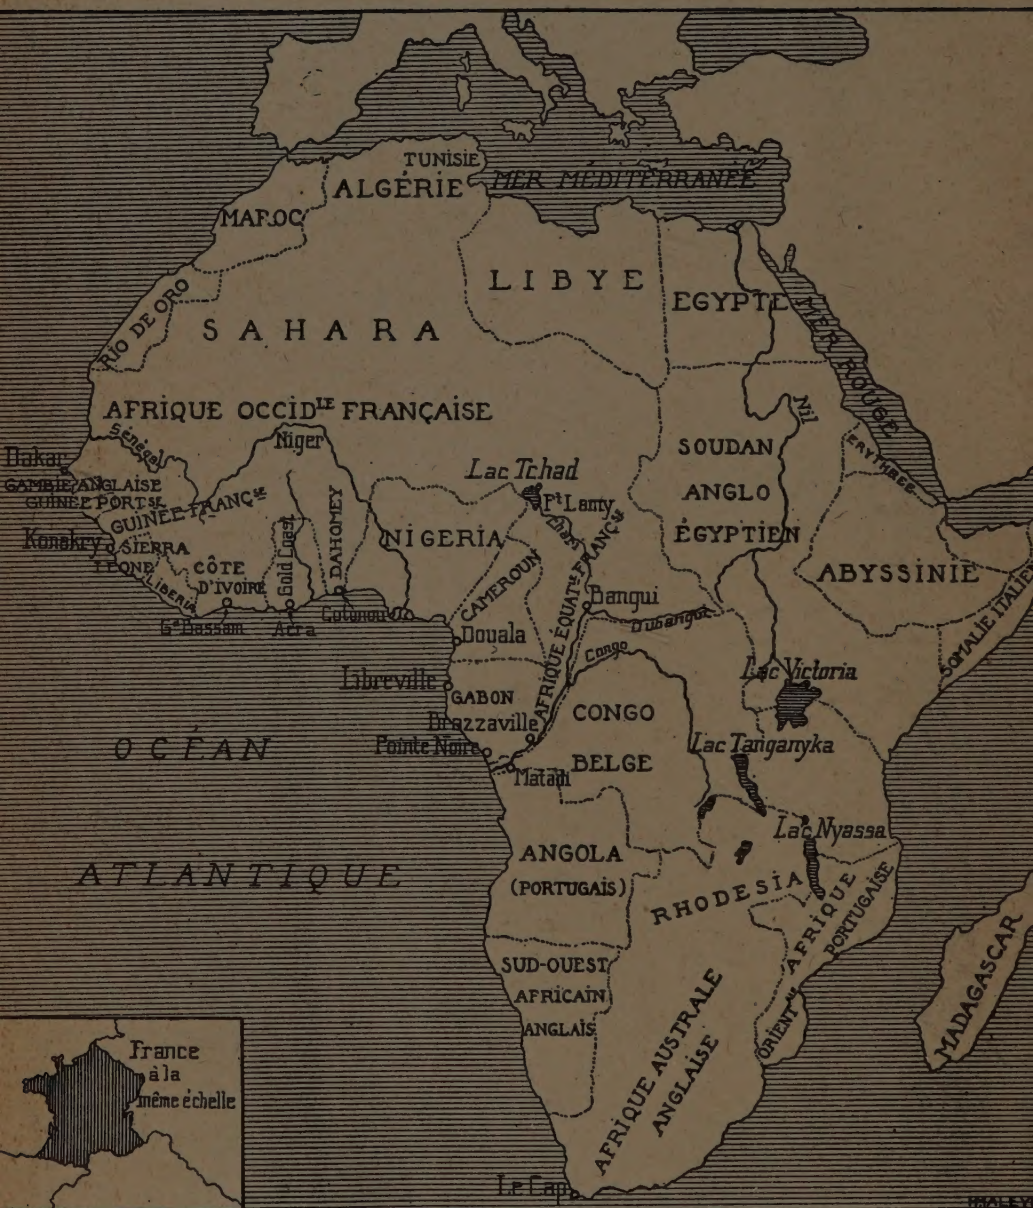 TUNISIE
ALGÉRIE
MER MÉDITERRANÉE
MAROC
LIBYE
EGYPTE
RIO DE ORO
SAHARA
MER ROUGE
AFRIQUE OCCIDLE FRANÇAISE
Nil
Sénégal
Niger
SOUDAN
ANGLO
ÉGYPTIEN
ERYTHRÉE
Dakar
Lac Tchad
GAMBIE ANGLAISE
GUINÉE PORTSE
Ft Lamy
Chari
GUINÉE FRANÇSE
Konakry
SIERRA
LEONE
LIBERIA
CÔTE
D'IVOIRE
Gold Coast
DAHOMEY
NIGERIA
CAMEROUN
AFRIQUE ÉQUATLE FRANÇSE
ABYSSINIE
SOMALIE ITALIEN
Gd Bassam
Acra
Cotonou
Bangui
Oubangui
Douala
Congo
Lac Victoria
Libreville
GABON
Brazzaville
CONGO
BELGE
OCÉAN
Pointe Noire
Lac Tanganyka
Matadi
Lac Nyassa
ATLANTIQUE
ANGOLA
(PORTUGAIS)
RHODESIA
AFRIQUE
PORTUGAISE
ORIENTALE
SUD-OUEST
AFRICAIN
ANGLAIS
MADAGASCAR
AFRIQUE AUSTRALE
ANGLAISE
France
à la
même échelle
Le Cap